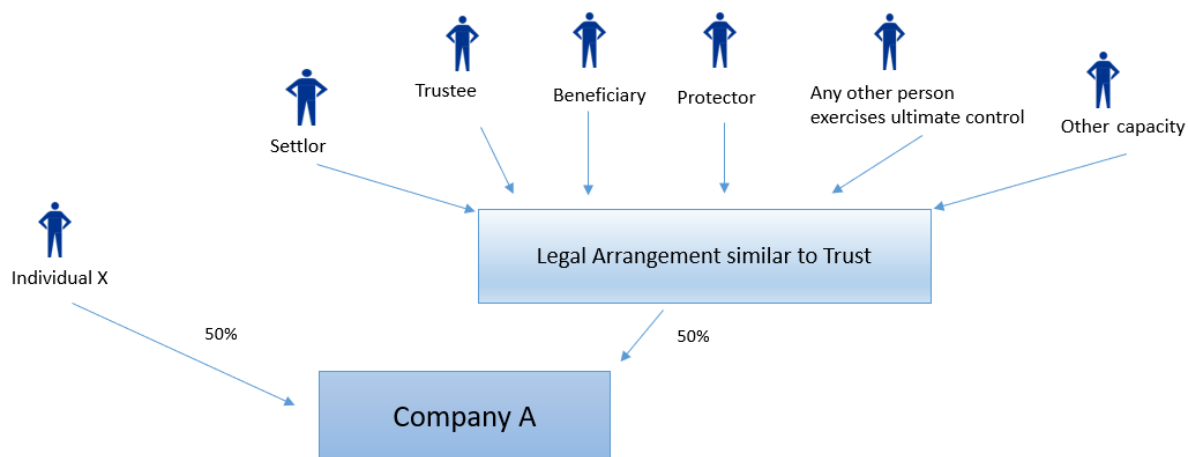 Trustee
Beneficiary
Protector
Any other person
exercises ultimate control
Other capacity
Settlor
Legal Arrangement similar to Trust
Individual X
50%
50%
Company A